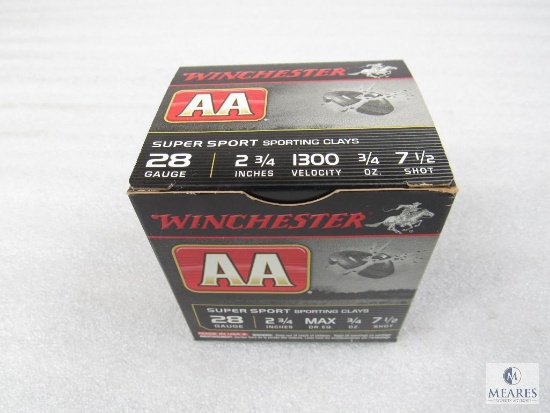 WINCHESTER
AA
SUPER SPORT SPORTING CLAYS
28 2 3/4 1300 3/4 7 1/2
GAUGE INCHES VELOCITY OZ. SHOT
WINCHESTER
AA
SUPER SPORT SPORTING CLAYS
28 2 3/4 MAX 3/4 7 1/2
GAUGE INCHES DR EQ. OZ. SHOT
MADE IN U.S.A.
M
MEARES